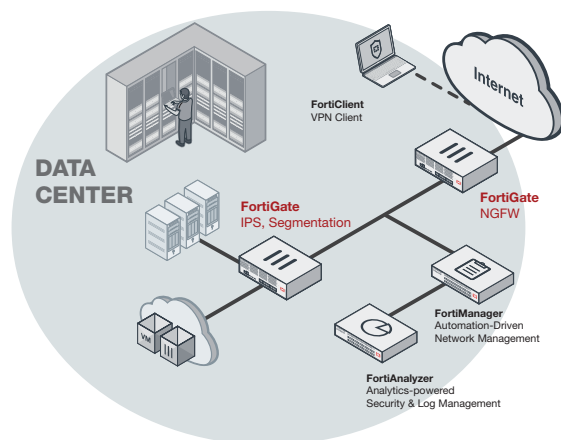 Internet
FortiClient
VPN Client
DATA
CENTER
FortiGate
NGFW
FortiGate
IPS, Segmentation
FortiManager
Automation-Driven
Network Management
VM
FortiAnalyzer
Analytics-powered
Security & Log Management